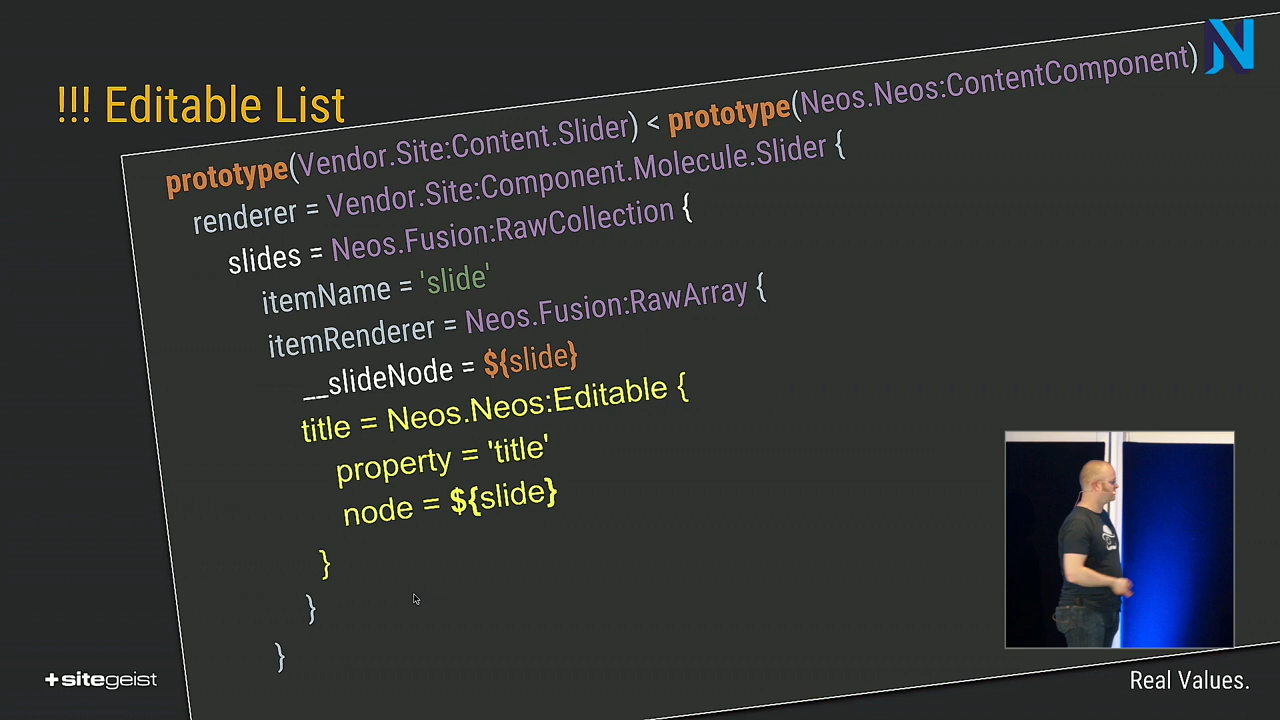 !!! Editable List
prototype(Vendor.Site:Content.Slider) < prototype(Neos.Neos:ContentComponent)
renderer = Vendor.Site:Component.Molecule.Slider {
slides = Neos.Fusion:RawCollection {
itemName = 'slide'
itemRenderer = Neos.Fusion:RawArray {
__slideNode = ${slide}
title = Neos.Neos:Editable {
property = 'title'
node = ${slide}
}
}
}
+sitegeist
Real Values.